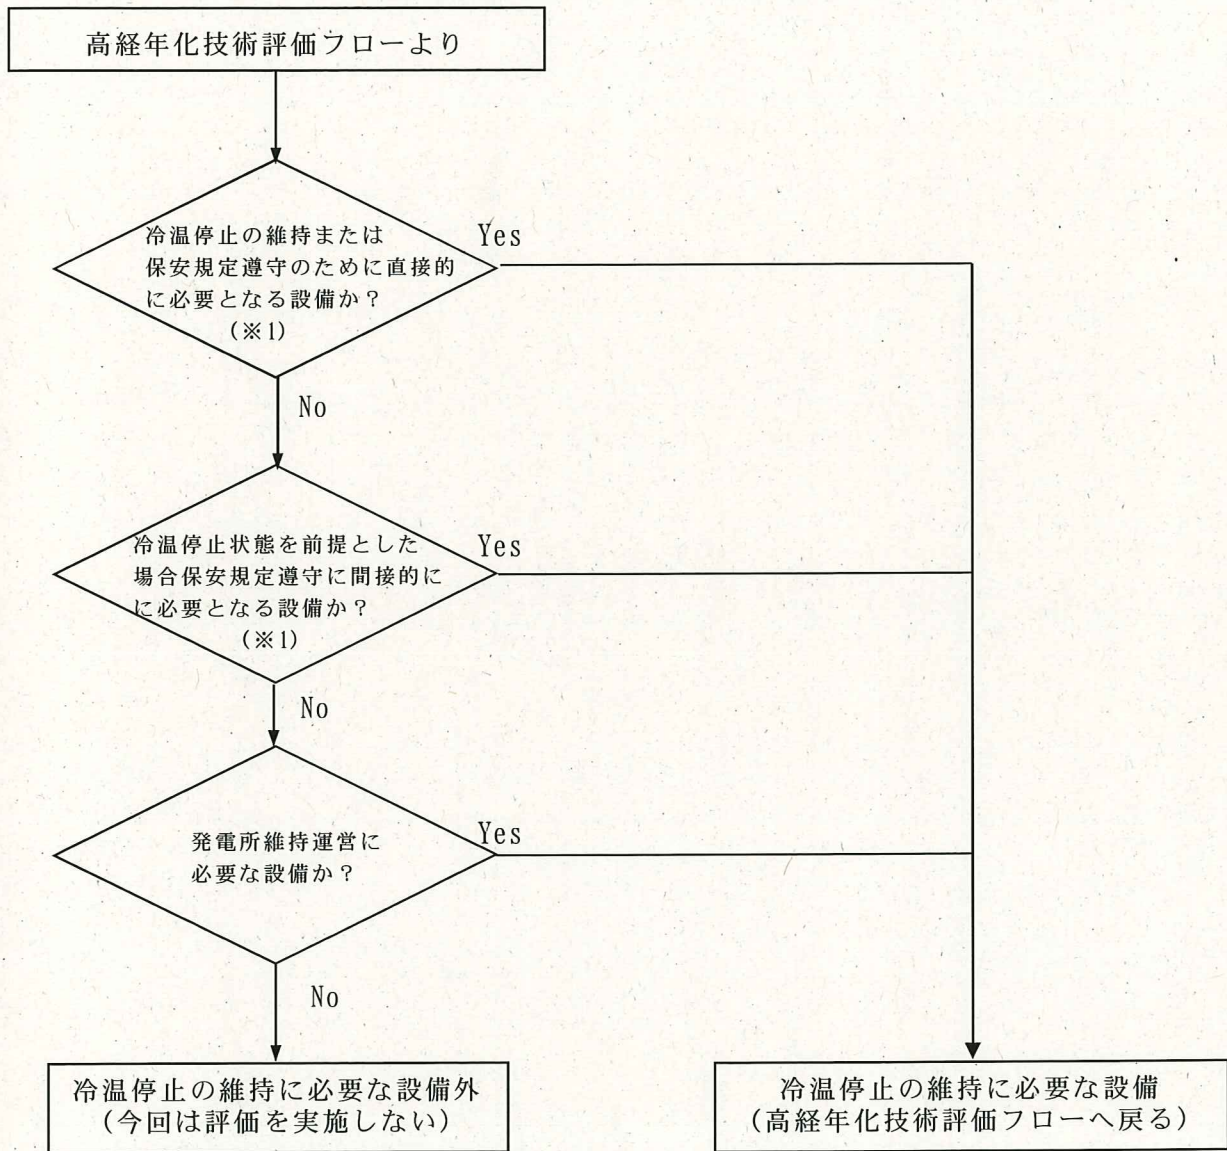 高経年化技術評価フローより
冷温停止の維持または
保安規定遵守のために直接的
に必要となる設備か？
(※1)
Yes
No
冷温停止状態を前提とした
場合保安規定遵守に間接的に
に必要となる設備か？
(※1)
Yes
No
発電所維持運営に
必要な設備か？
Yes
No
冷温停止の維持に必要な設備外
(今回は評価を実施しない)
冷温停止の維持に必要な設備
(高経年化技術評価フローへ戻る)